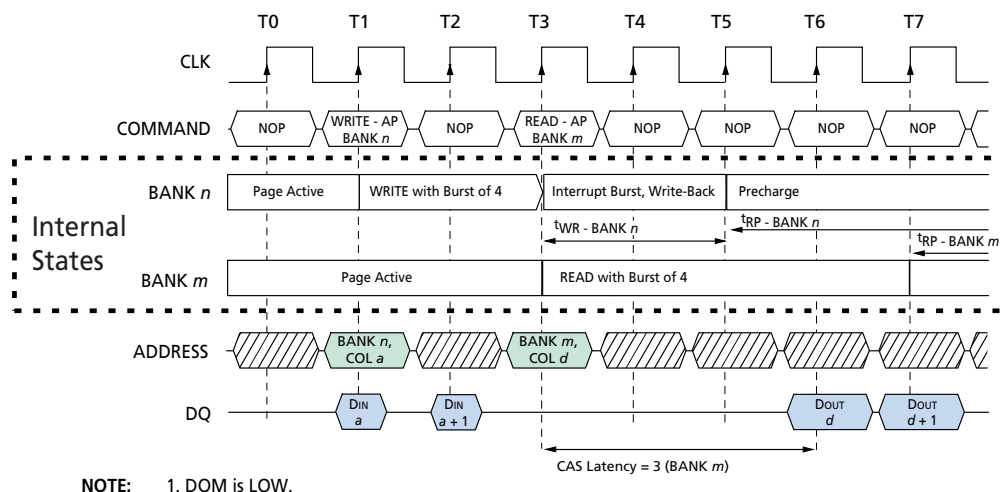 T0 T1 T2 T3 T4 T5 T6 T7
CLK
COMMAND NOP WRITE - AP BANK n NOP READ - AP BANK m NOP NOP NOP NOP
BANK n Page Active WRITE with Burst of 4 Interrupt Burst, Write-Back Precharge
Internal States
tWR - BANK n tRP - BANK n
tRP - BANK m
BANK m Page Active READ with Burst of 4
ADDRESS BANK n, COL a BANK m, COL d
DQ DIN a DIN a + 1 DOUT d DOUT d + 1
CAS Latency = 3 (BANK m)
NOTE: 1. DQM is LOW.